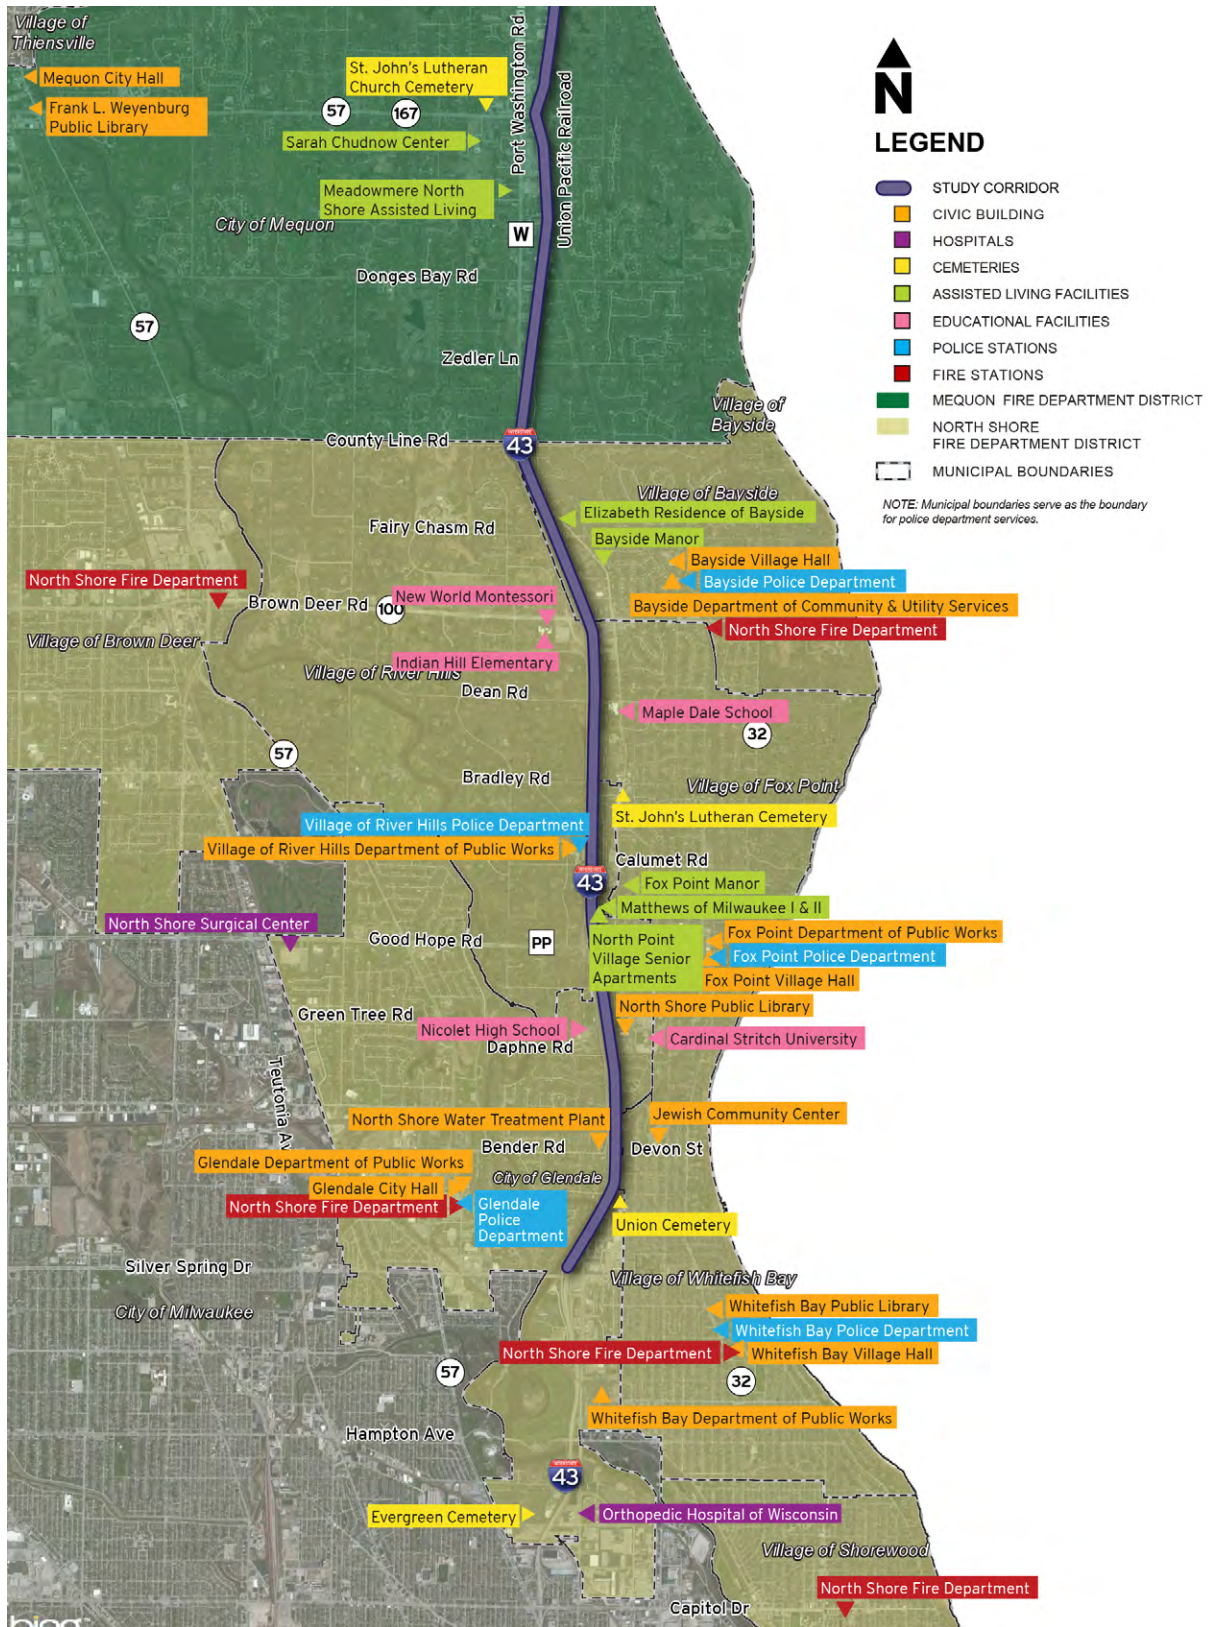 Village of
Thiensville
Mequon City Hall
Frank L. Weyenburg
Public Library
57
167
St. John's Lutheran
Church Cemetery
Sarah Chudnow Center
Meadowmere North
Shore Assisted Living
Port Washington Rd
Union Pacific Railroad
City of Mequon
W
Donges Bay Rd
57
Zedler Ln
Village of
Bayside
County Line Rd
INTERSTATE
43
N
LEGEND
STUDY CORRIDOR
CIVIC BUILDING
HOSPITALS
CEMETERIES
ASSISTED LIVING FACILITIES
EDUCATIONAL FACILITIES
POLICE STATIONS
FIRE STATIONS
MEQUON FIRE DEPARTMENT DISTRICT
NORTH SHORE
FIRE DEPARTMENT DISTRICT
MUNICIPAL BOUNDARIES
NOTE: Municipal boundaries serve as the boundary
for police department services.
Village of Bayside
Elizabeth Residence of Bayside
Fairy Chasm Rd
Bayside Manor
Bayside Village Hall
Bayside Police Department
North Shore Fire Department
Brown Deer Rd
100
New World Montessori
Bayside Department of Community & Utility Services
North Shore Fire Department
Village of Brown Deer
Indian Hill Elementary
Village of River Hills
Dean Rd
Maple Dale School
32
57
Bradley Rd
Village of Fox Point
St. John's Lutheran Cemetery
Village of River Hills Police Department
Village of River Hills Department of Public Works
Calumet Rd
INTERSTATE
43
Fox Point Manor
Matthews of Milwaukee I & II
North Shore Surgical Center
Good Hope Rd
PP
North Point
Village Senior
Apartments
Fox Point Department of Public Works
Fox Point Police Department
Fox Point Village Hall
Green Tree Rd
North Shore Public Library
Nicolet High School
Cardinal Stritch University
Daphne Rd
Teutonia Av
North Shore Water Treatment Plant
Jewish Community Center
Bender Rd
Devon St
Glendale Department of Public Works
City of Glendale
Glendale City Hall
North Shore Fire Department
Glendale
Police
Department
Union Cemetery
Silver Spring Dr
Village of Whitefish Bay
City of Milwaukee
Whitefish Bay Public Library
Whitefish Bay Police Department
North Shore Fire Department
Whitefish Bay Village Hall
57
32
Whitefish Bay Department of Public Works
Hampton Ave
INTERSTATE
43
Evergreen Cemetery
Orthopedic Hospital of Wisconsin
Village of Shorewood
North Shore Fire Department
Capitol Dr
bing